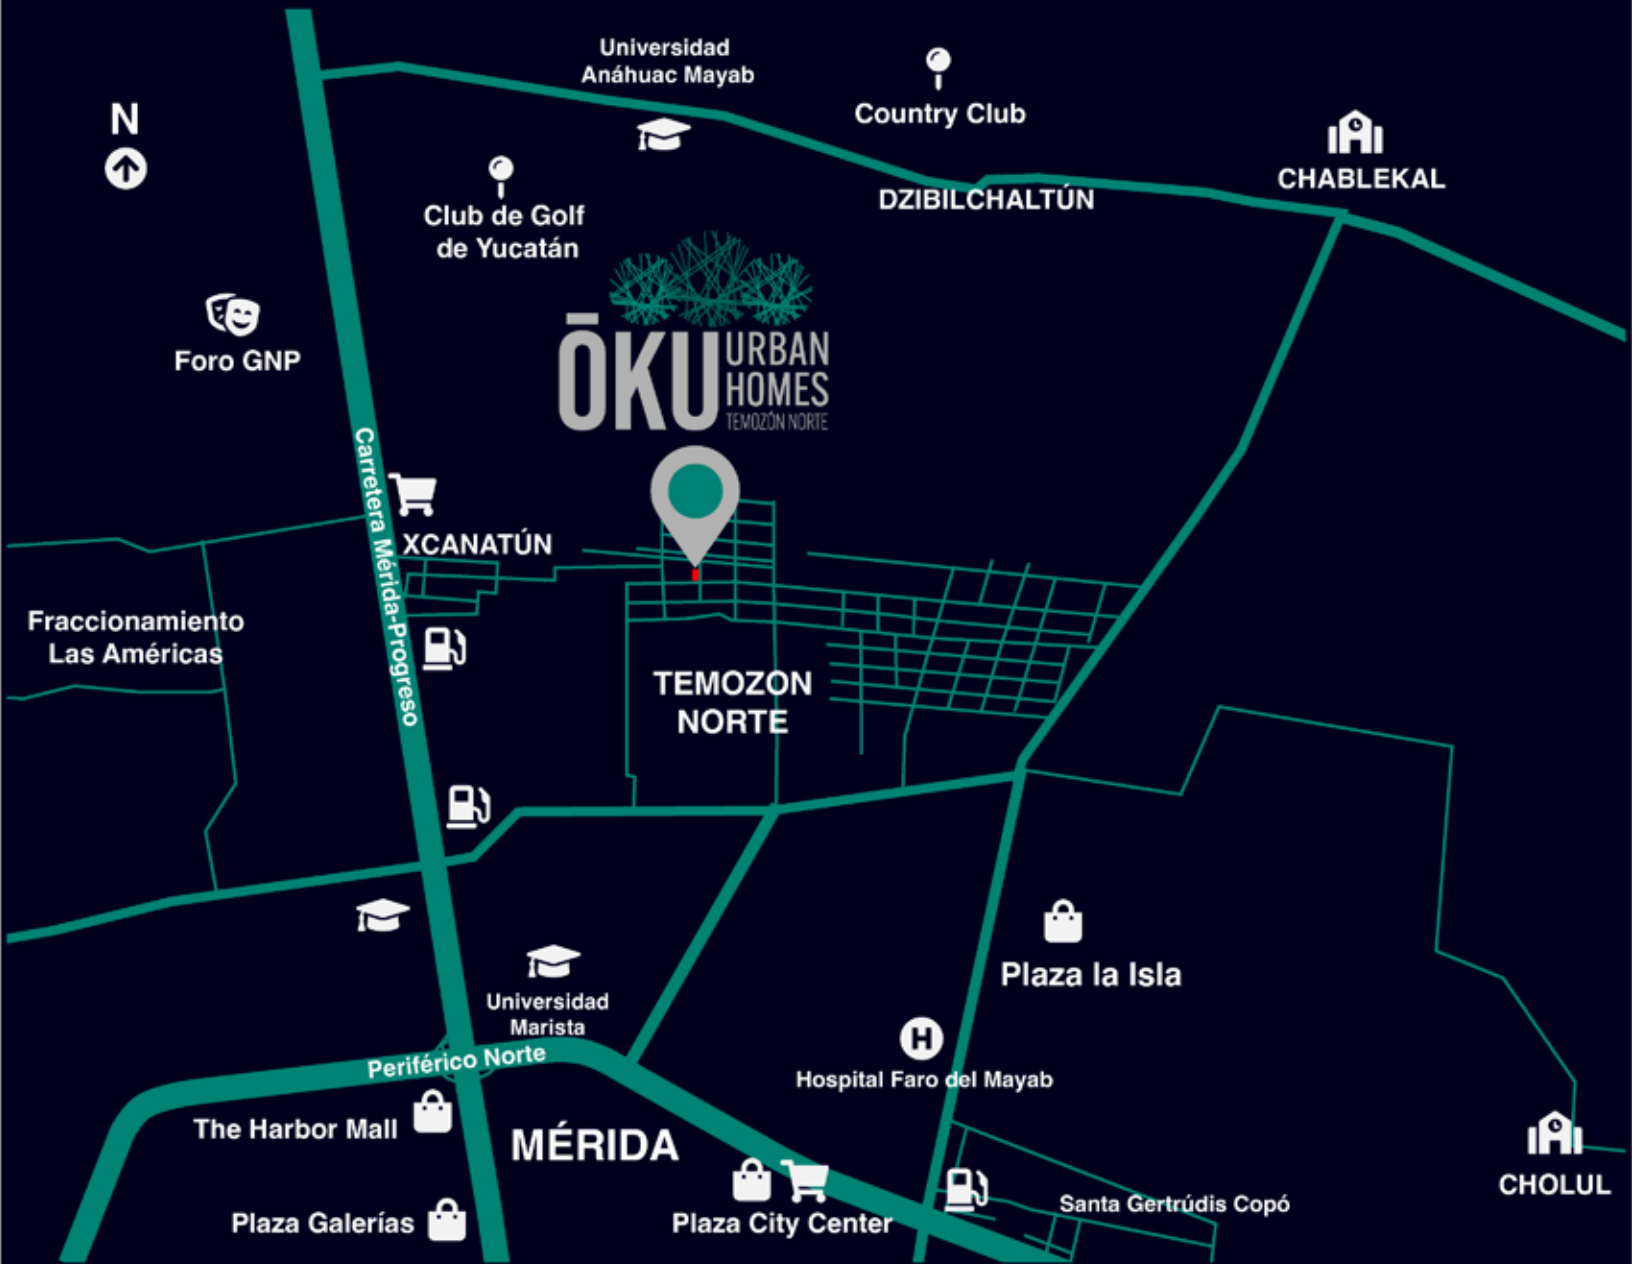 Universidad
Anáhuac Mayab
Country Club
N
CHABLEKAL
DZIBILCHALTÚN
Club de Golf
de Yucatán
Foro GNP
ŌKU URBAN
HOMES
TEMOZÓN NORTE
Carretera Mérida-Progreso
XCANATÚN
Fraccionamiento
Las Américas
TEMOZON
NORTE
Plaza la Isla
Universidad
Marista
H
Periférico Norte
Hospital Faro del Mayab
The Harbor Mall
MÉRIDA
CHOLUL
Santa Gertrúdis Copó
Plaza Galerías
Plaza City Center